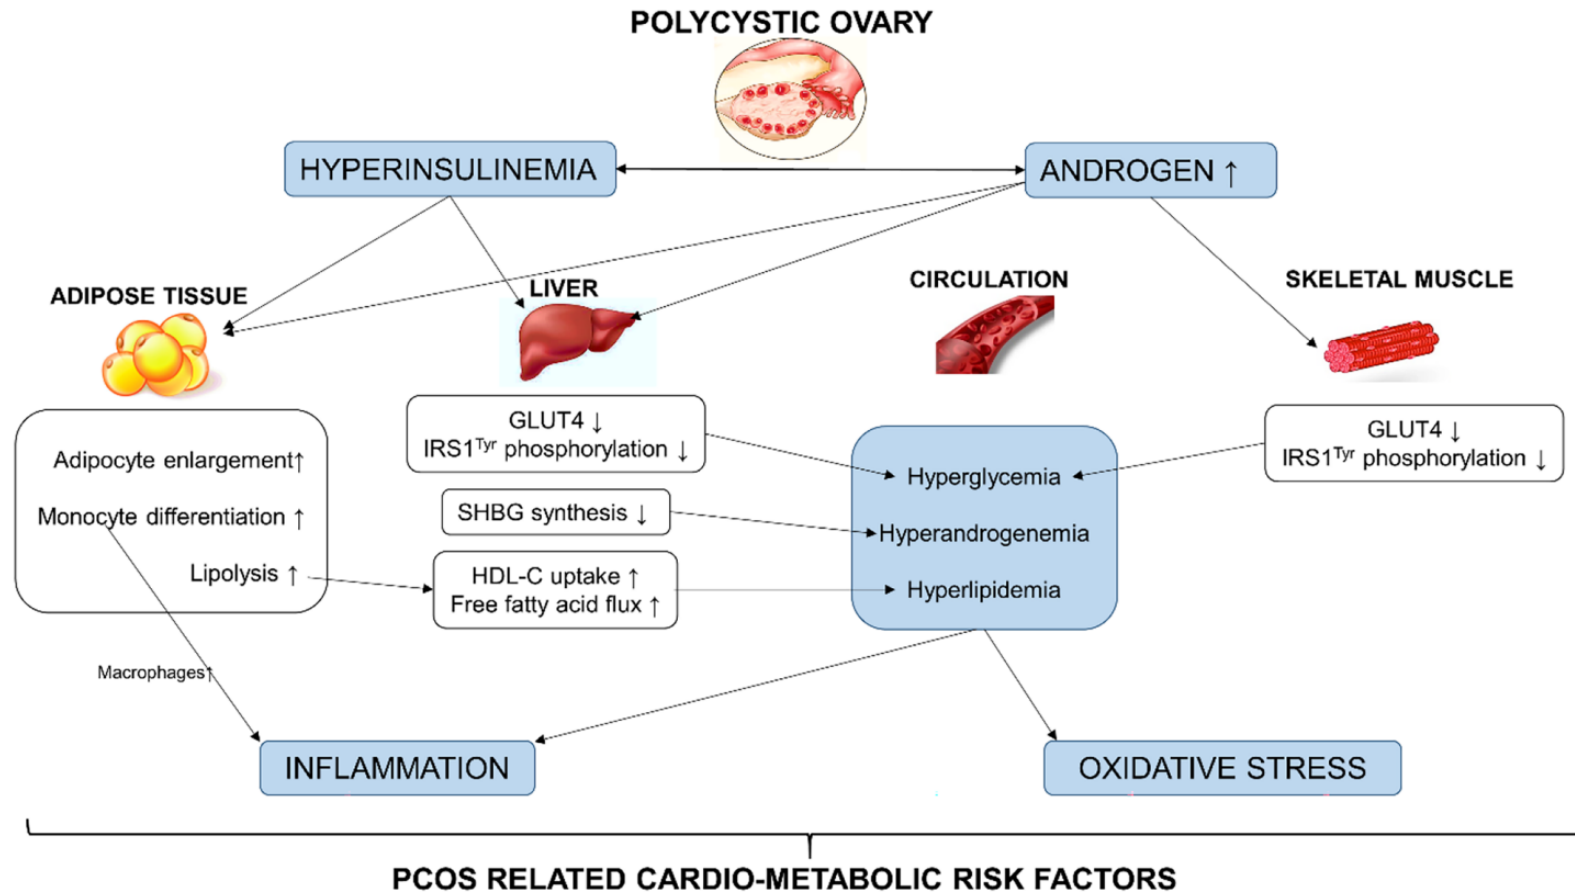 POLYCYSTIC OVARY
HYPERINSULINEMIA
ANDROGEN ↑
ADIPOSE TISSUE
LIVER
CIRCULATION
SKELETAL MUSCLE
Adipocyte enlargement↑
Monocyte differentiation ↑
Lipolysis ↑
GLUT4 ↓
IRS1ᵀʸʳ phosphorylation ↓
SHBG synthesis ↓
HDL-C uptake ↑
Free fatty acid flux ↑
Hyperglycemia
Hyperandrogenemia
Hyperlipidemia
GLUT4 ↓
IRS1ᵀʸʳ phosphorylation ↓
Macrophages↑
INFLAMMATION
OXIDATIVE STRESS
PCOS RELATED CARDIO-METABOLIC RISK FACTORS